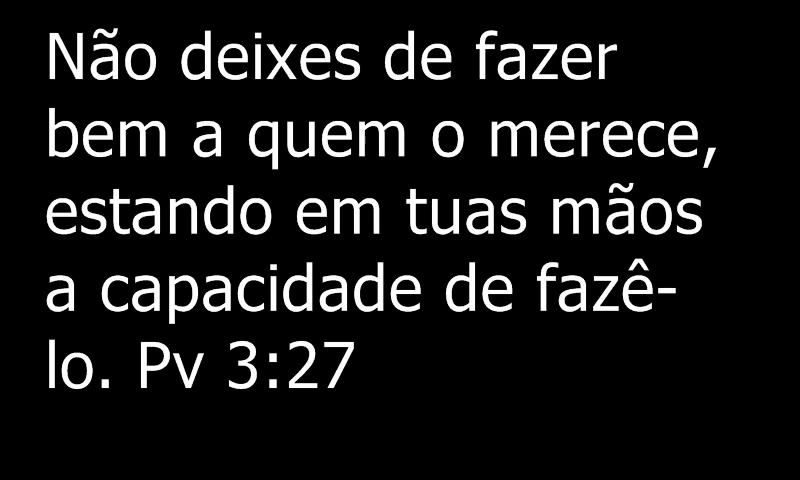 Não deixes de fazer
bem a quem o merece,
estando em tuas mãos
a capacidade de fazê-
lo. Pv 3:27